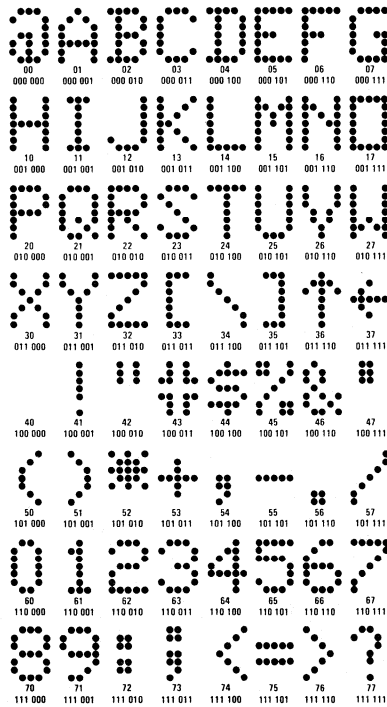 @ A B C D E F G
00 01 02 03 04 05 06 07
000 000 000 001 000 010 000 011 000 100 000 101 000 110 000 111
H I J K L M N O
10 11 12 13 14 15 16 17
001 000 001 001 001 010 001 011 001 100 001 101 001 110 001 111
P Q R S T U V W
20 21 22 23 24 25 26 27
010 000 010 001 010 010 010 011 010 100 010 101 010 110 010 111
X Y Z [ \ ] ↑ ←
30 31 32 33 34 35 36 37
011 000 011 001 011 010 011 011 011 100 011 101 011 110 011 111
! " # $ % & '
40 41 42 43 44 45 46 47
100 000 100 001 100 010 100 011 100 100 100 101 100 110 100 111
( ) * + , - . /
50 51 52 53 54 55 56 57
101 000 101 001 101 010 101 011 101 100 101 101 101 110 101 111
0 1 2 3 4 5 6 7
60 61 62 63 64 65 66 67
110 000 110 001 110 010 110 011 110 100 110 101 110 110 110 111
8 9 : ; < = > ?
70 71 72 73 74 75 76 77
111 000 111 001 111 010 111 011 111 100 111 101 111 110 111 111